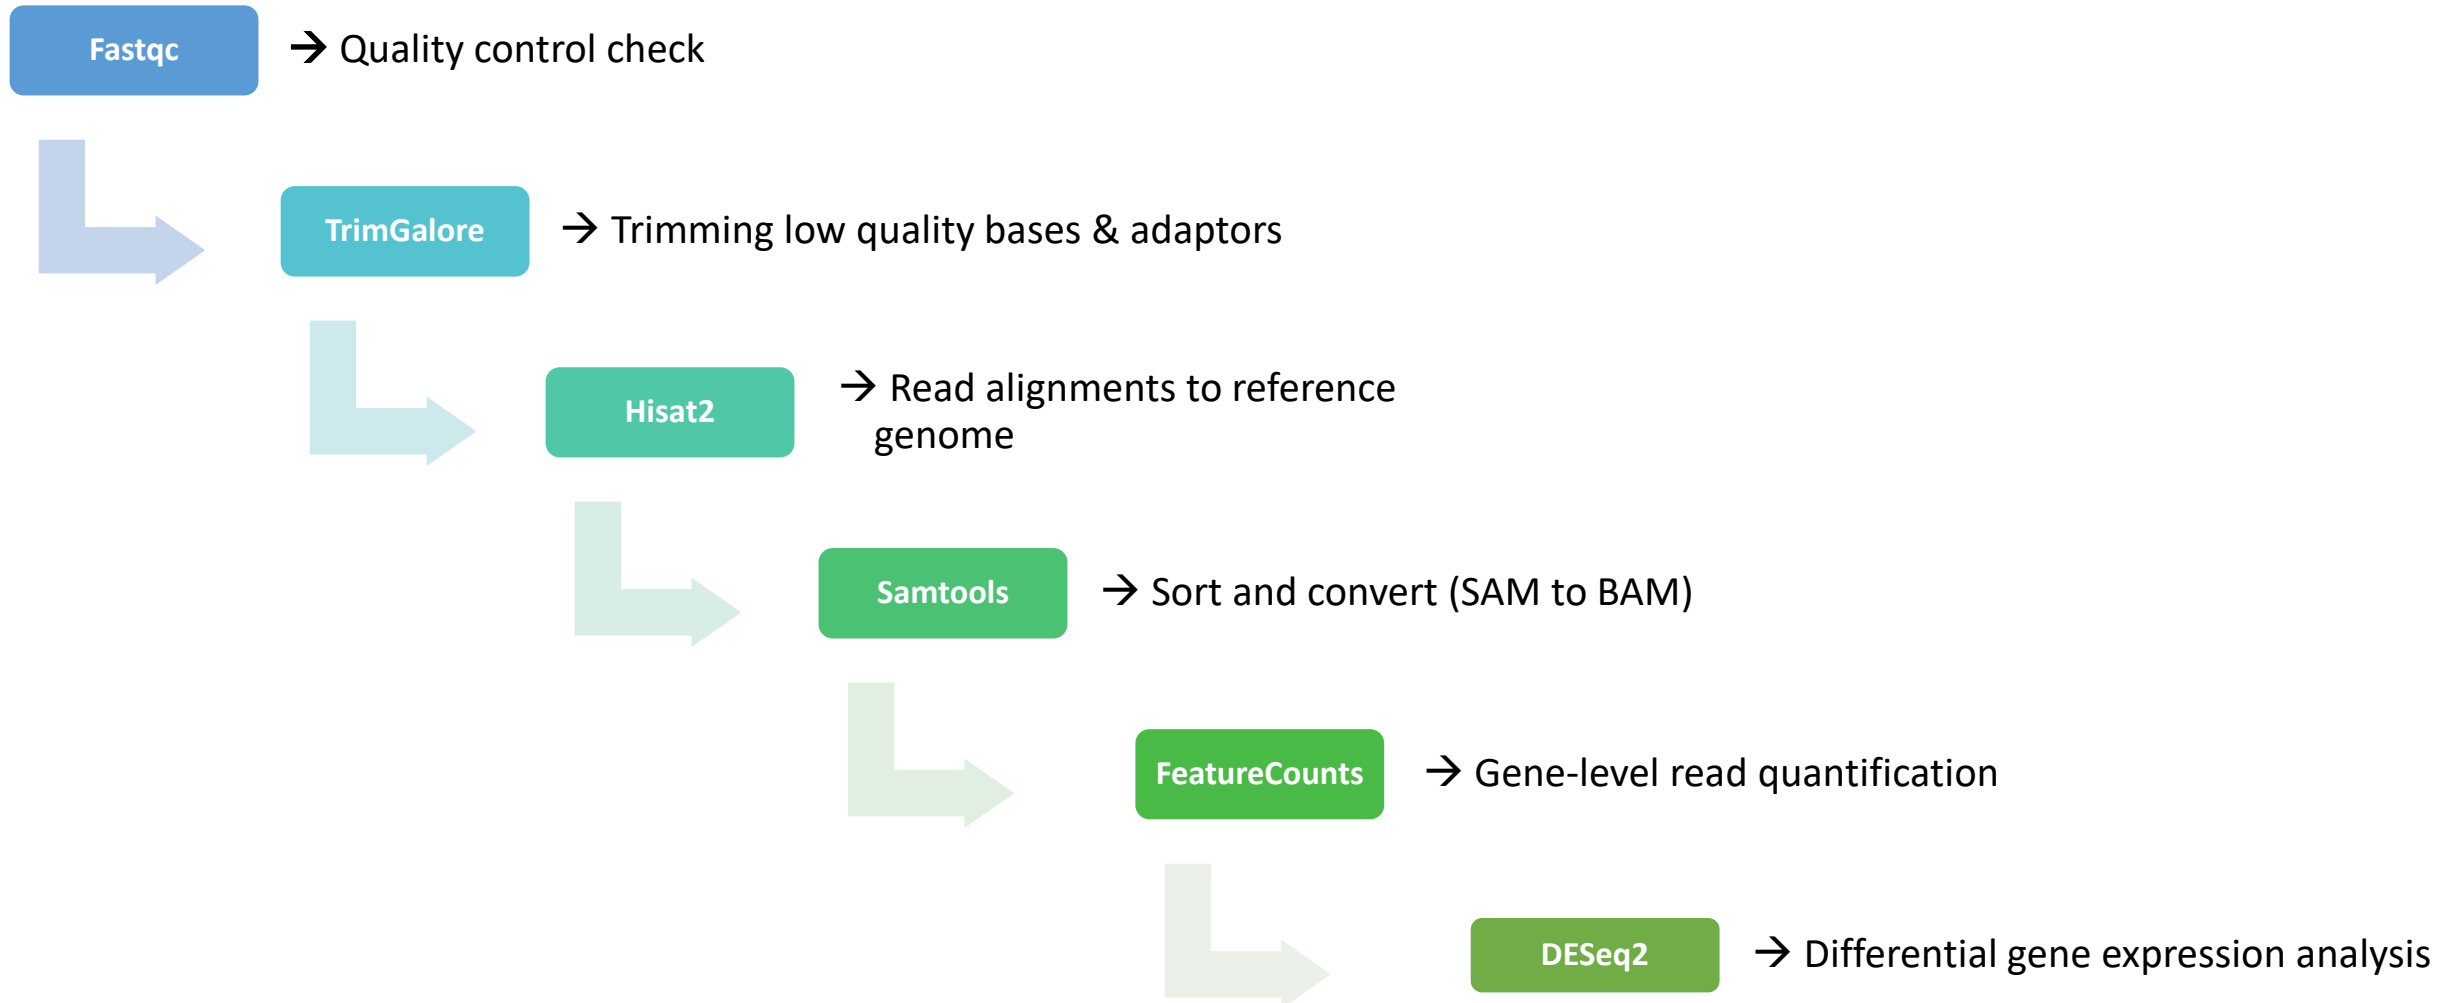 Fastqc
→ Quality control check
TrimGalore
→ Trimming low quality bases & adaptors
Hisat2
→ Read alignments to reference
genome
Samtools
→ Sort and convert (SAM to BAM)
FeatureCounts
→ Gene-level read quantification
DESeq2
→ Differential gene expression analysis